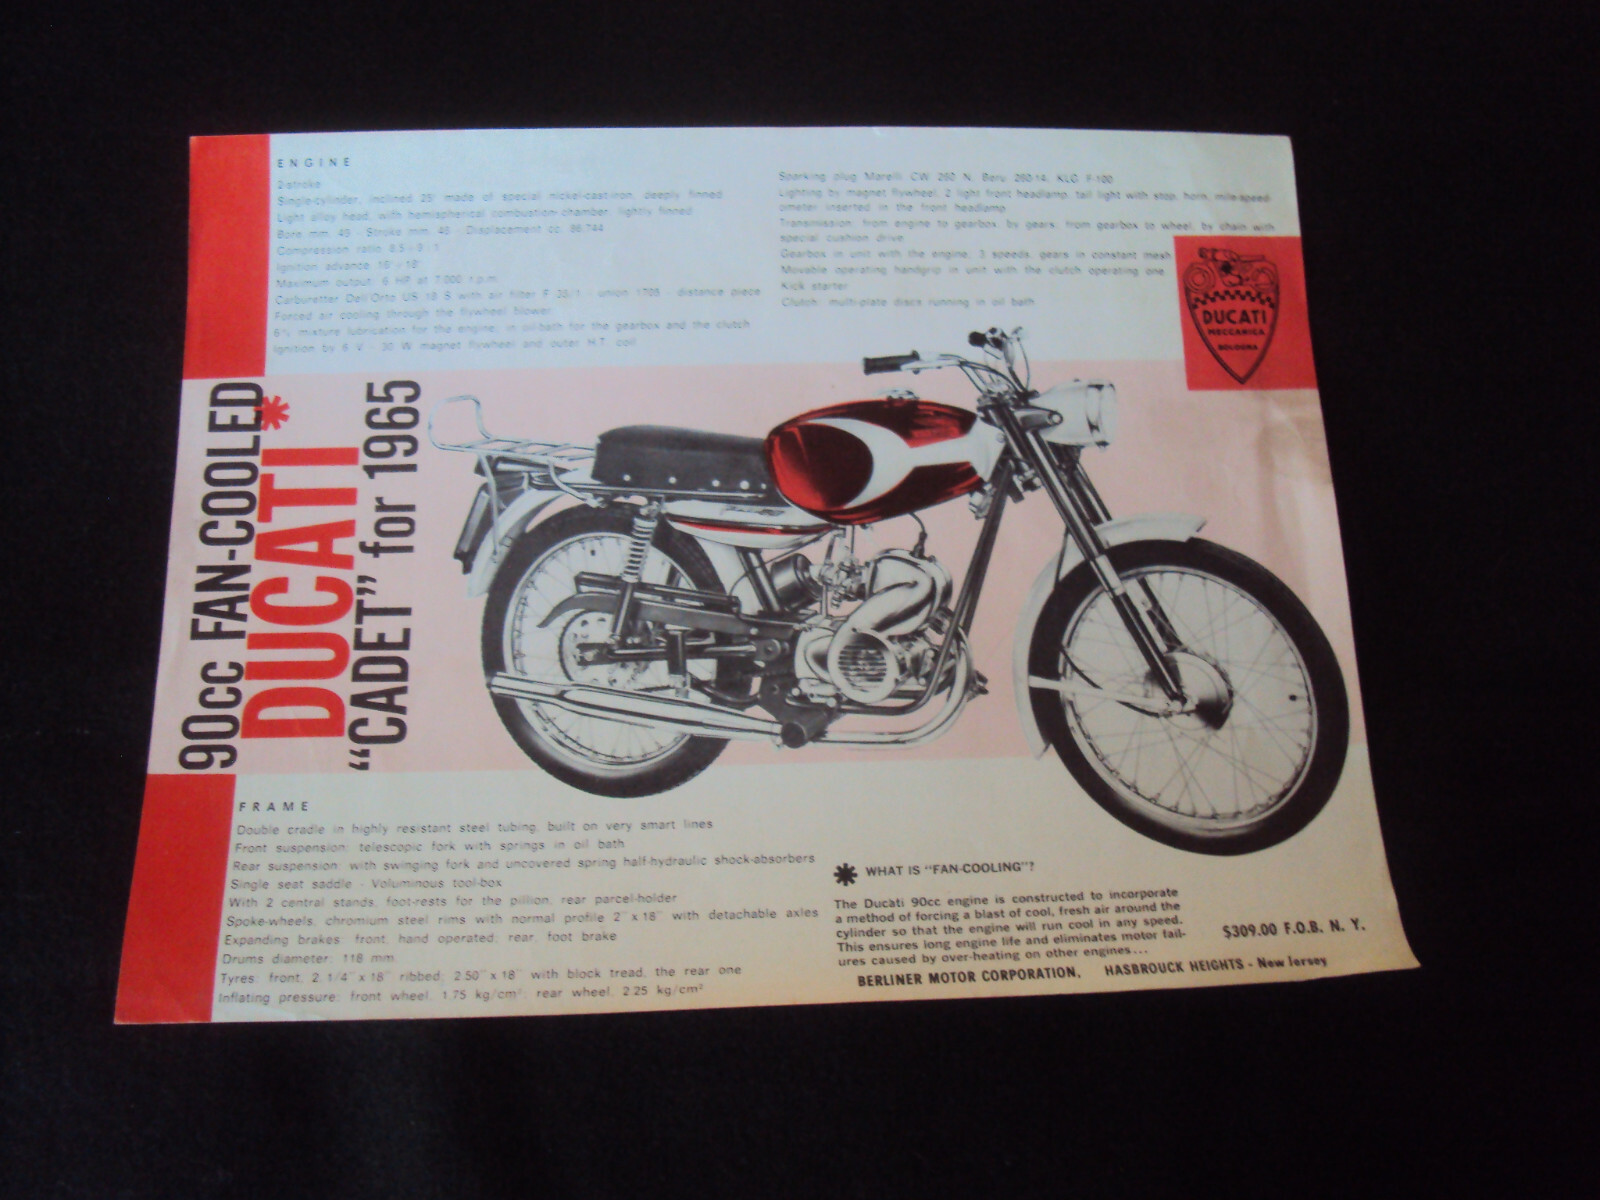 ENGINE
2-stroke
Single-cylinder, inclined 25° made of special nickel-cast-iron, deeply finned
Light alloy head, with hemispherical combustion-chamber, lightly finned
Bore mm. 49 - Stroke mm. 46 - Displacement cc. 86.744
Compression ratio 8,5÷9 : 1
Ignition advance
Maximum output: 6 HP at 7.000 r.p.m.
Carburetter Dell'Orto US 18 S with air filter F - union 1705 - distance piece
Forced air cooling through the flywheel blower
mixture lubrication for the engine; in oil-bath for the gearbox and the clutch
Ignition by 6 V - 30 W magnet flywheel and outer H.T. coil
Sparking plug Marelli CW 260 N, Beru 260/14, KLG F-100
Lighting by magnet flywheel, 2 light front headlamp, tail light with stop, horn, mile-speed-
ometer inserted in the front headlamp
Transmission: from engine to gearbox, by gears; from gearbox to wheel, by chain with
special cushion drive
Gearbox in unit with the engine, 3 speeds, gears in constant mesh
Movable operating handgrip in unit with the clutch operating one
Kick starter
Clutch: multi-plate discs running in oil bath
DUCATI
MECCANICA
BOLOGNA
90cc FAN-COOLED
DUCATI*
“CADET” for 1965
FRAME
Double cradle in highly resistant steel tubing, built on very smart lines
Front suspension: telescopic fork with springs in oil bath
Rear suspension: with swinging fork and uncovered spring half-hydraulic shock-absorbers
Single seat saddle - Voluminous tool-box
With 2 central stands, foot-rests for the pillion, rear parcel-holder
Spoke-wheels, chromium steel rims with normal profile 2" x 18" with detachable axles
Expanding brakes: front, hand operated; rear, foot brake
Drums diameter: 118 mm.
Tyres: front, 2 1/4" x 18" ribbed; 2.50" x 18" with block tread, the rear one
Inflating pressure: front wheel, 1.75 kg/cm²; rear wheel, 2.25 kg/cm²
* WHAT IS "FAN-COOLING"?
The Ducati 90cc engine is constructed to incorporate
a method of forcing a blast of cool, fresh air around the
cylinder so that the engine will run cool in any speed.
This ensures long engine life and eliminates motor fail-
ures caused by over-heating on other engines...
$309.00 F.O.B. N. Y.
BERLINER MOTOR CORPORATION, HASBROUCK HEIGHTS - New Jersey